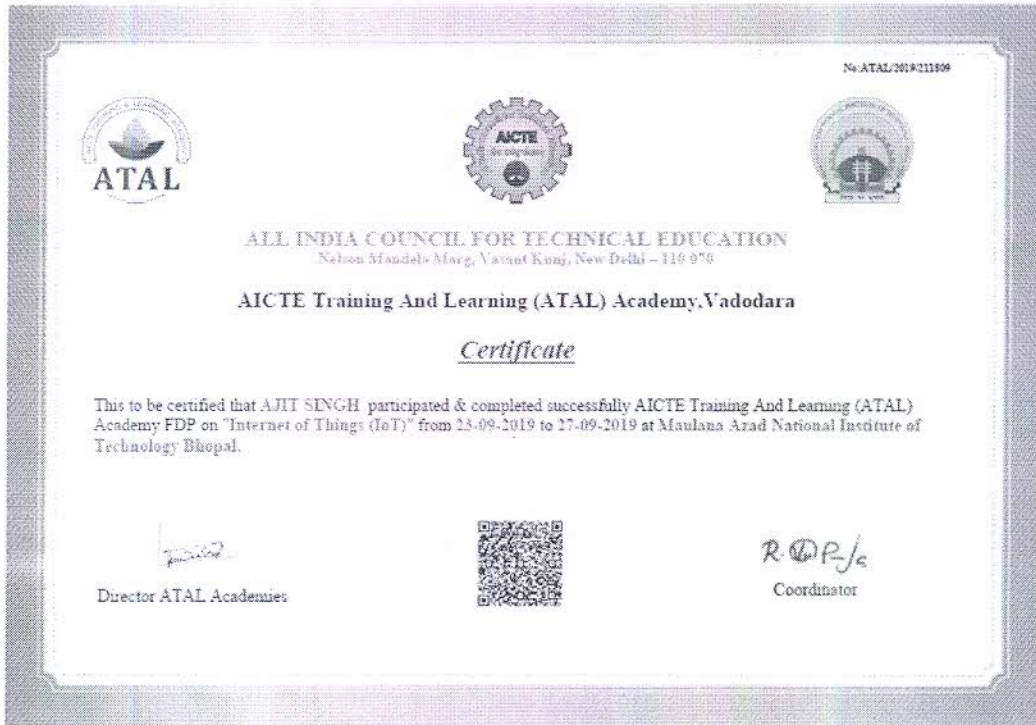 No:ATAL/2019/211809
ATAL
AICTE
ALL INDIA COUNCIL FOR TECHNICAL EDUCATION
Nelson Mandela Marg, Vasant Kunj, New Delhi – 110 070
AICTE Training And Learning (ATAL) Academy,Vadodara
Certificate
This to be certified that AJIT SINGH participated & completed successfully AICTE Training And Learning (ATAL)
Academy FDP on "Internet of Things (IoT)" from 23-09-2019 to 27-09-2019 at Maulana Azad National Institute of
Technology Bhopal.
Director ATAL Academies
Coordinator